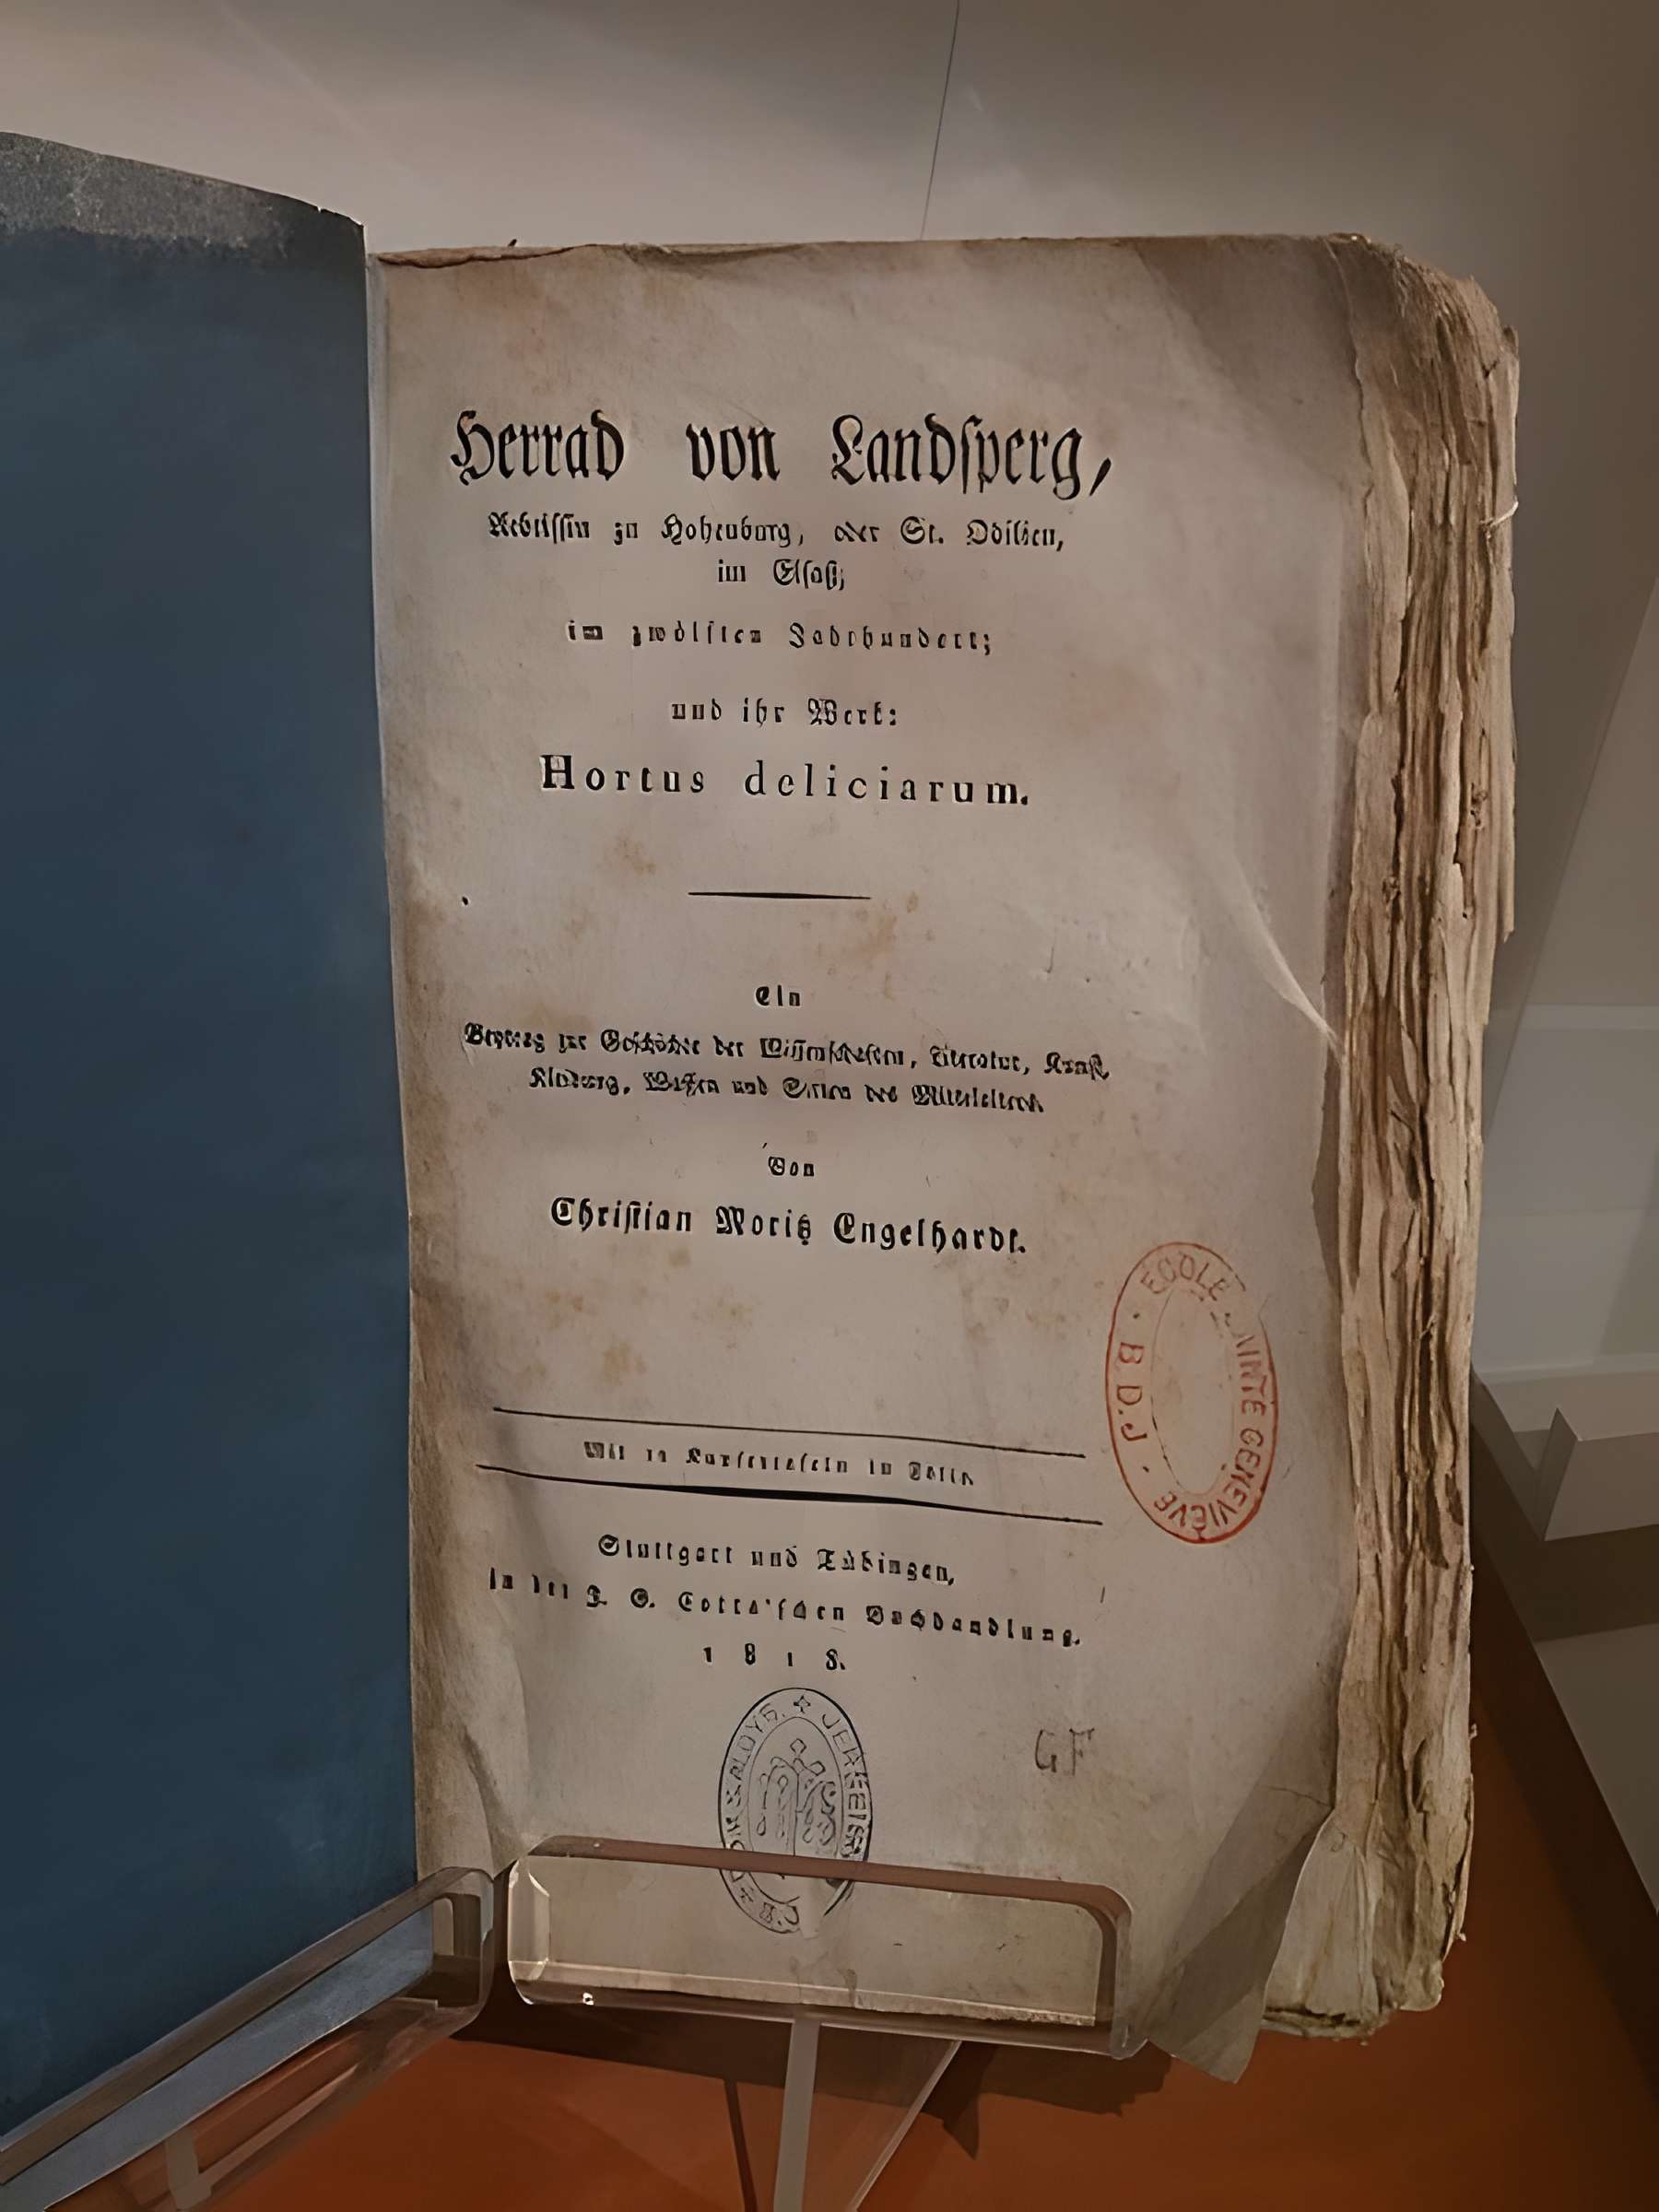 Herrad von Landſperg,
Aebtiſſin zu Hohenburg, oder St. Odilien,
im Elſaß;
im zwölften Jahrhundert;
und ihr Werk:
Hortus deliciarum.
Ein
Beytrag zur Geſchichte der Wiſſenſchaften, Literatur, Kunſt,
Kleidung, Waffen und Sitten des Mittelalters
Von
Chriſtian Moritz Engelhardt.
Mit 12 Kupfertafeln in Folio
Stuttgart und Tübingen,
in der J. G. Cotta'ſchen Buchhandlung.
1818.
ECOLE SAINTE GENEVIÈVE
B D. J
GF